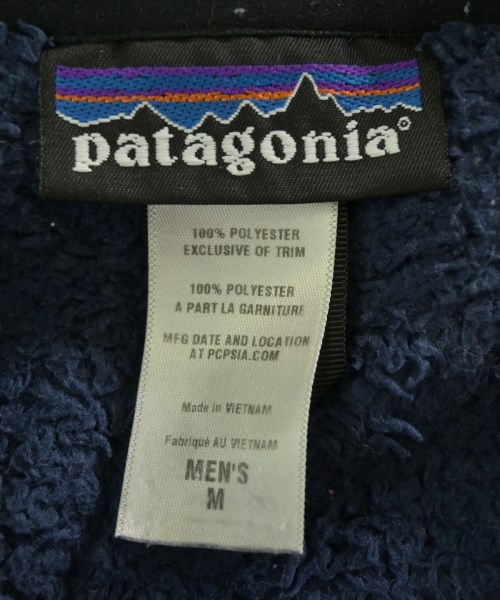 patagonia®
100% POLYESTER
EXCLUSIVE OF TRIM
100% POLYESTER
A PART LA GARNITURE
MFG DATE AND LOCATION
AT PCPSIA.COM
Made in VIETNAM
Fabriqué AU VIETNAM
MEN'S
M